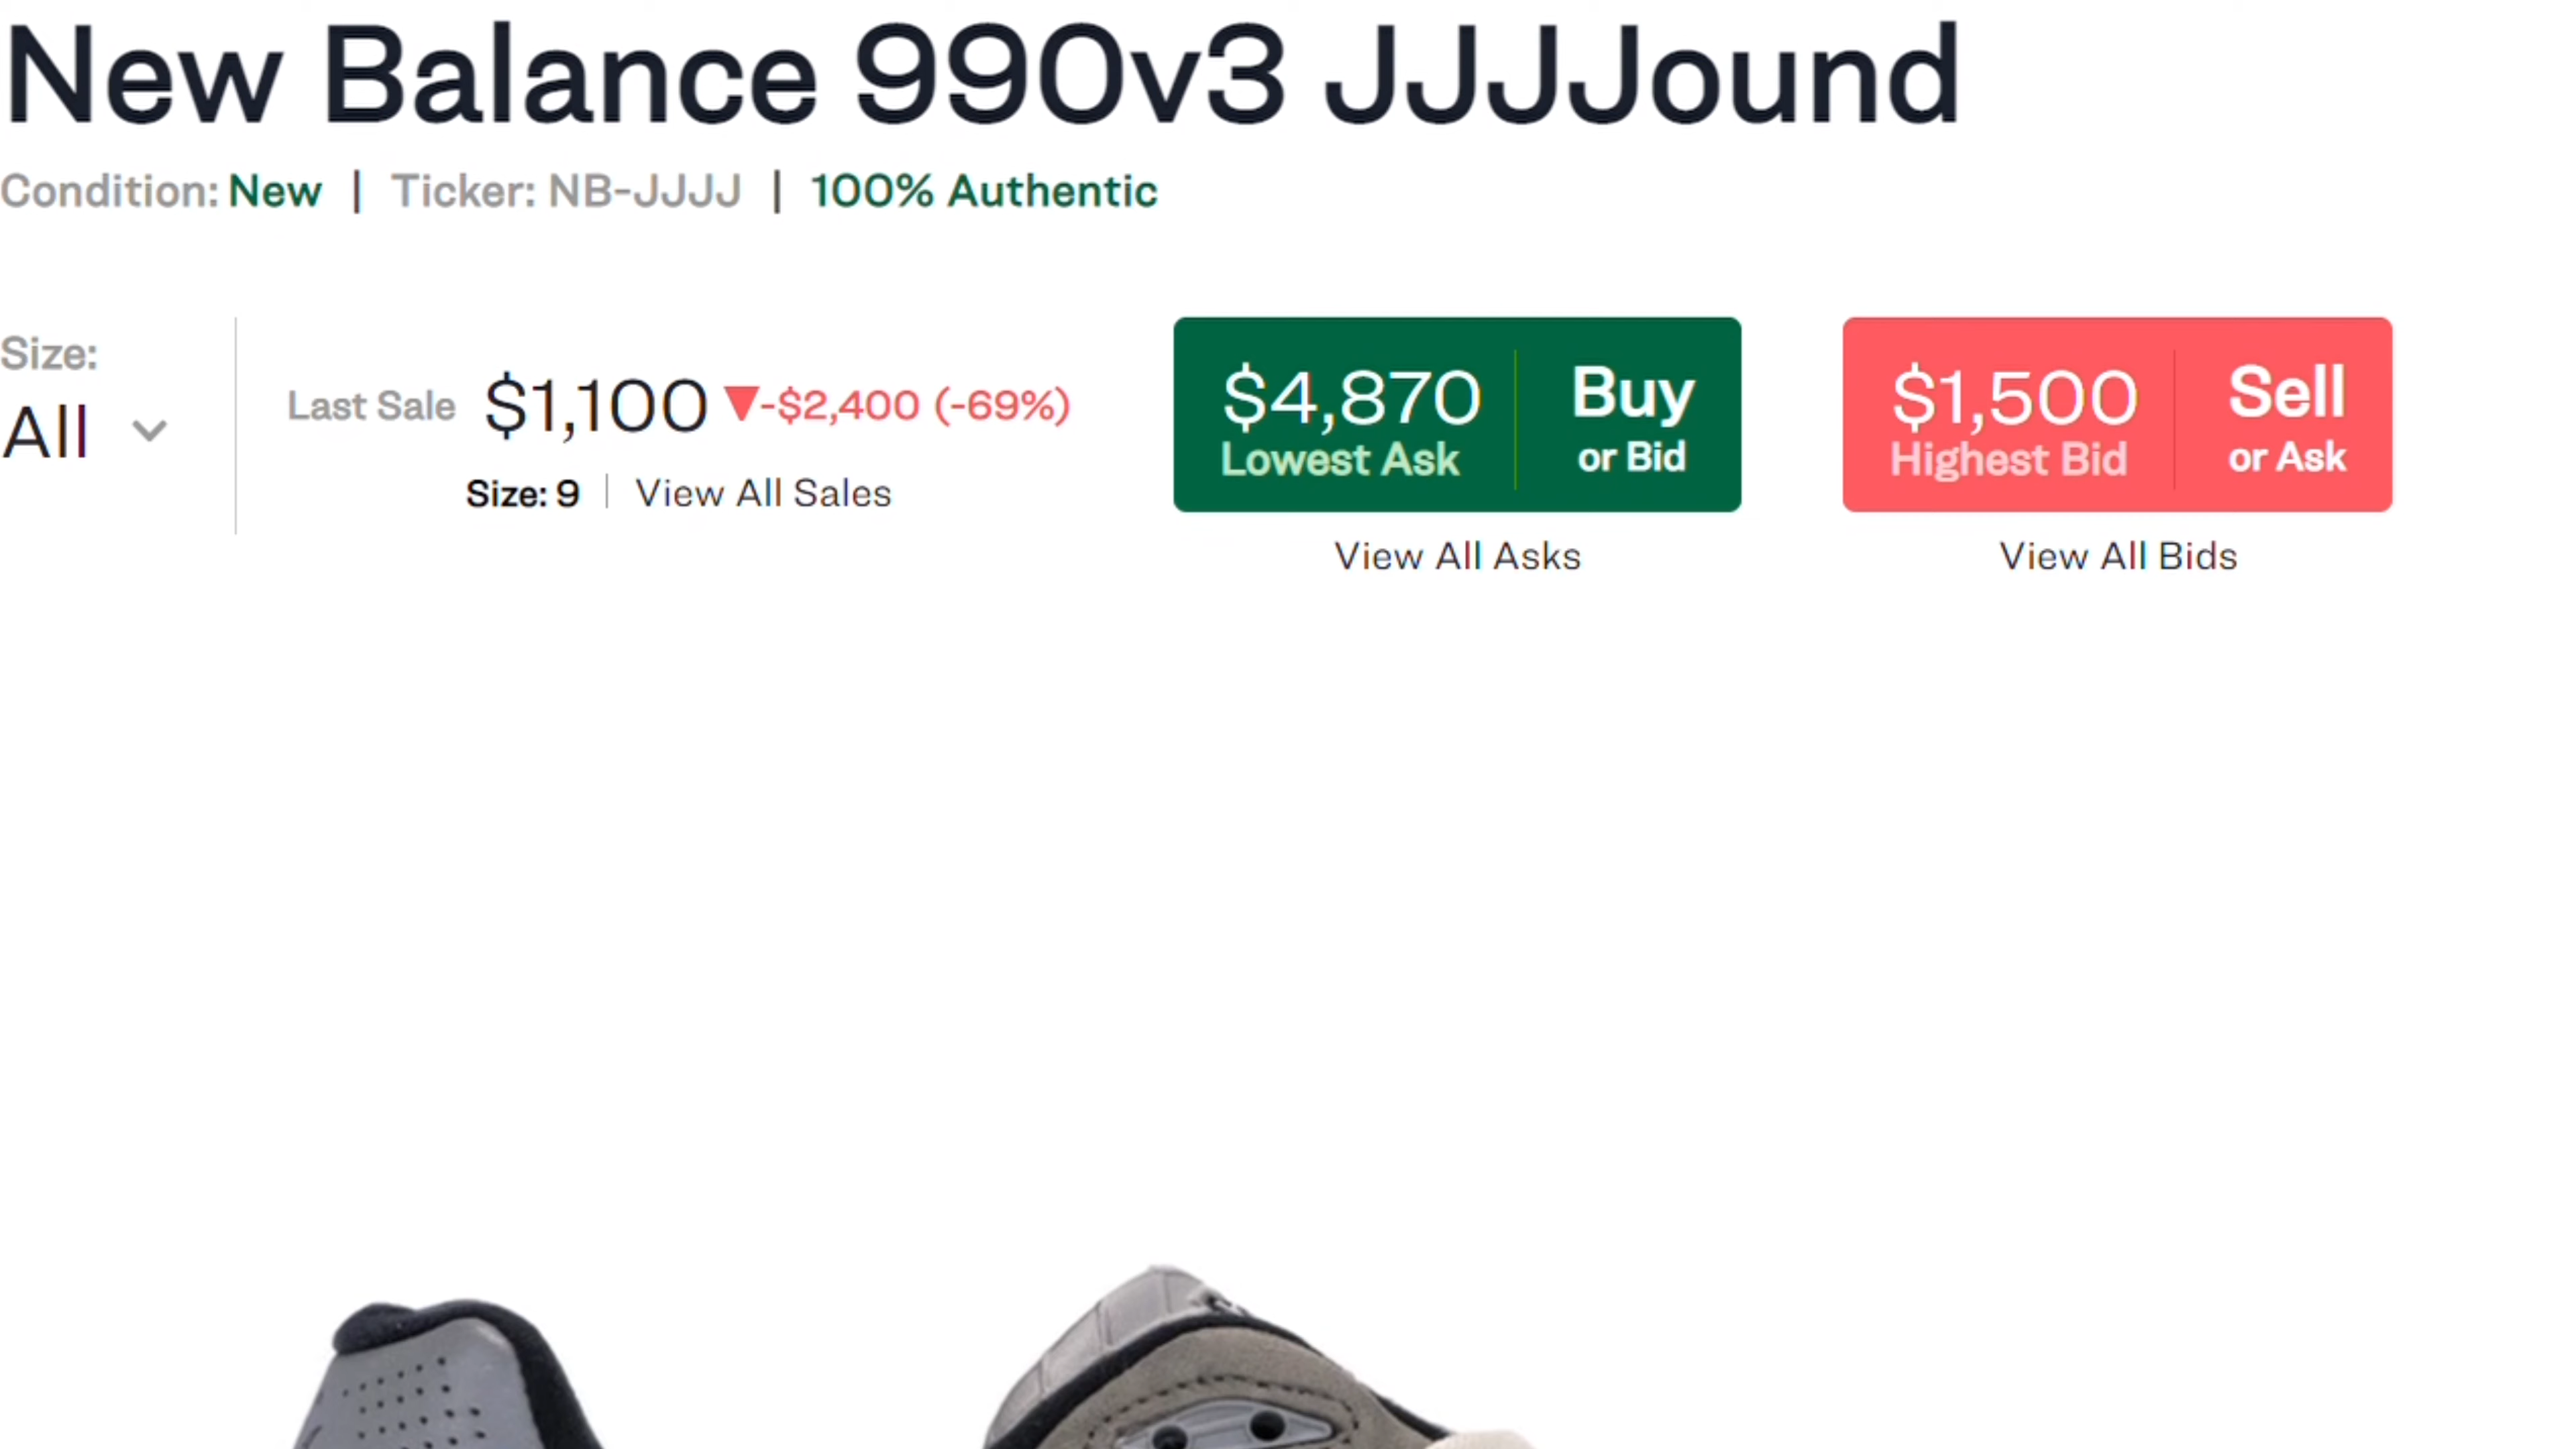 New Balance 990v3 JJJJound
Condition: New | Ticker: NB-JJJJ | 100% Authentic
Size:
All
Last Sale $1,100 ▼-$2,400 (-69%)
Size: 9 | View All Sales
$4,870
Lowest Ask
Buy
or Bid
View All Asks
$1,500
Highest Bid
Sell
or Ask
View All Bids